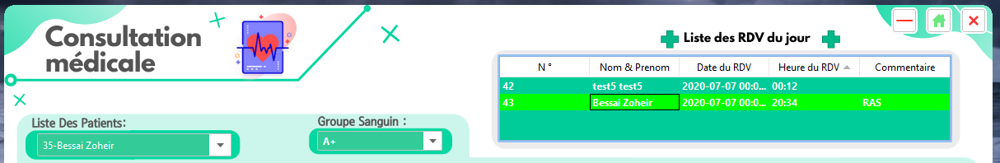 Consultation
médicale
Liste des RDV du jour
N ° Nom & Prenom Date du RDV Heure du RDV Commentaire
42 test5 test5 2020-07-07 00:0... 00:12
43 Bessai Zoheir 2020-07-07 00:0... 20:34 RAS
Liste Des Patients:
35-Bessai Zoheir
Groupe Sanguin :
A+